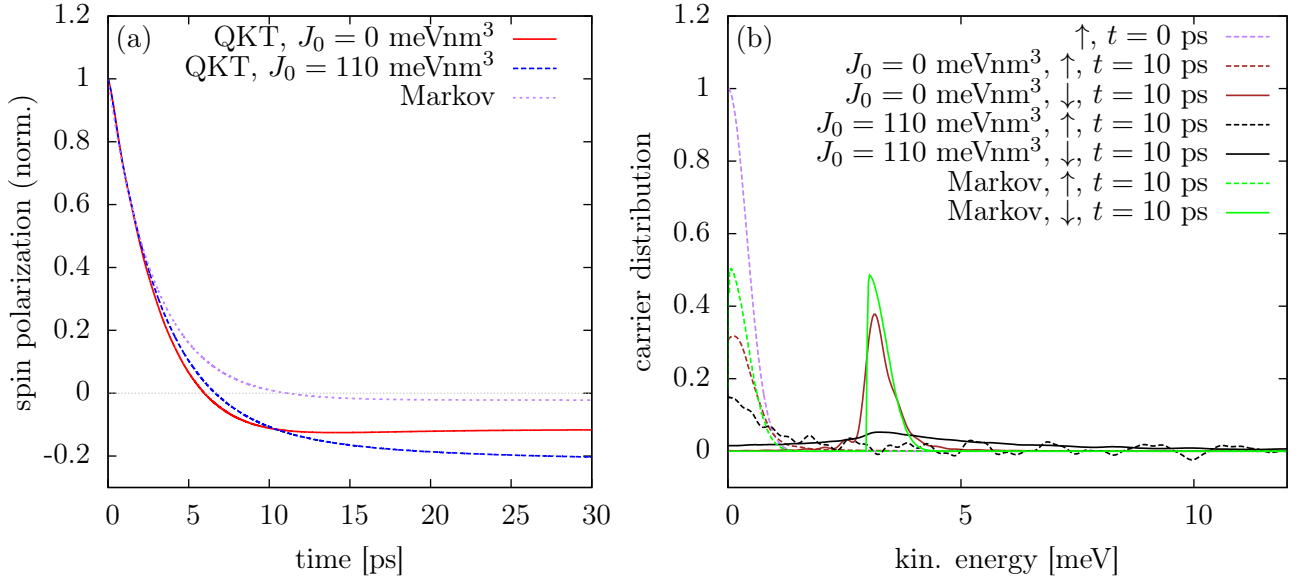 (a)
QKT, J₀ = 0 meVnm³
QKT, J₀ = 110 meVnm³
Markov
1.2
1
0.8
0.6
0.4
0.2
0
-0.2
spin polarization (norm.)
0 5 10 15 20 25 30
time [ps]
(b)
↑, t = 0 ps
J₀ = 0 meVnm³, ↑, t = 10 ps
J₀ = 0 meVnm³, ↓, t = 10 ps
J₀ = 110 meVnm³, ↑, t = 10 ps
J₀ = 110 meVnm³, ↓, t = 10 ps
Markov, ↑, t = 10 ps
Markov, ↓, t = 10 ps
1.2
1
0.8
0.6
0.4
0.2
0
carrier distribution
0 5 10
kin. energy [meV]